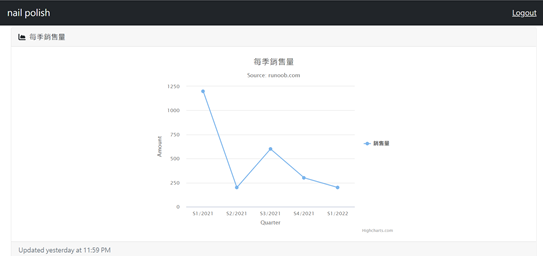 nail polish
Logout
每季銷售量
每季銷售量
Source: runoob.com
1250
1000
750
500
250
0
Amount
S1/2021 S2/2021 S3/2021 S4/2021 S1/2022
Quarter
銷售量
Highcharts.com
Updated yesterday at 11:59 PM